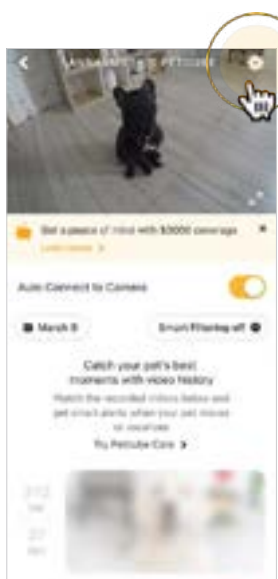 Get a peace of mind with $3000 coverage
Learn more >
Auto Connect to Camera
March 9
Smart Filtering off
Catch your pet's best
moments with video history
Watch the recorded videos below and
get smart alerts when your pet moves
or vocalizes
Try Petcube Care >